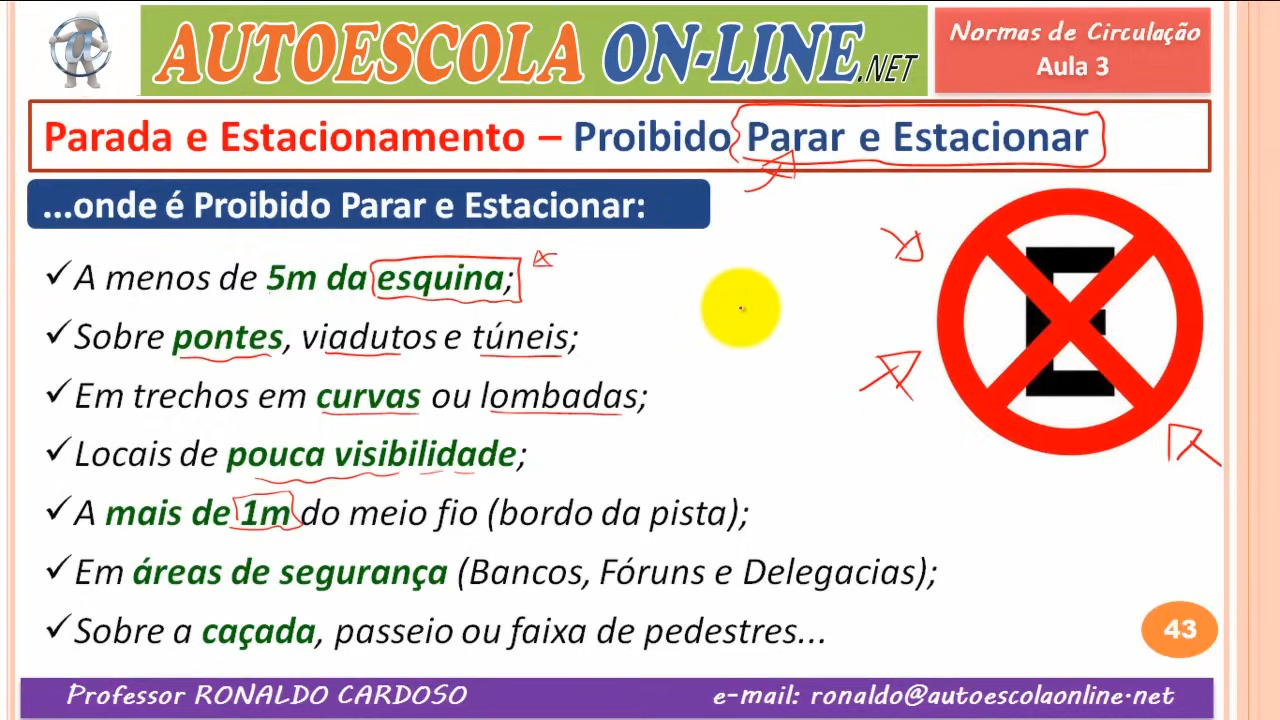 AUTOESCOLA ON-LINE.NET
Normas de Circulação
Aula 3
Parada e Estacionamento – Proibido Parar e Estacionar
...onde é Proibido Parar e Estacionar:
✓A menos de 5m da esquina;
✓Sobre pontes, viadutos e túneis;
✓Em trechos em curvas ou lombadas;
✓Locais de pouca visibilidade;
✓A mais de 1m do meio fio (bordo da pista);
✓Em áreas de segurança (Bancos, Fóruns e Delegacias);
✓Sobre a caçada, passeio ou faixa de pedestres...
E
43
Professor RONALDO CARDOSO
e-mail: ronaldo@autoescolaonline.net